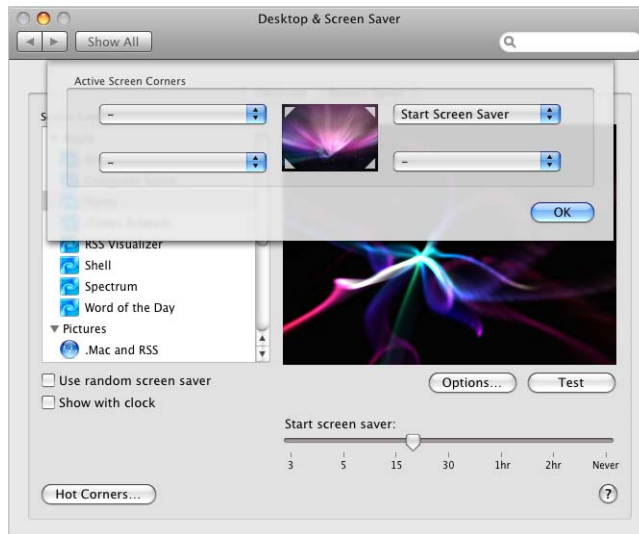 Desktop & Screen Saver
Show All
Active Screen Corners
–
Start Screen Saver
–
–
OK
RSS Visualizer
Shell
Spectrum
Word of the Day
Pictures
.Mac and RSS
Use random screen saver
Show with clock
Options...
Test
Start screen saver:
3 5 15 30 1hr 2hr Never
Hot Corners...
?